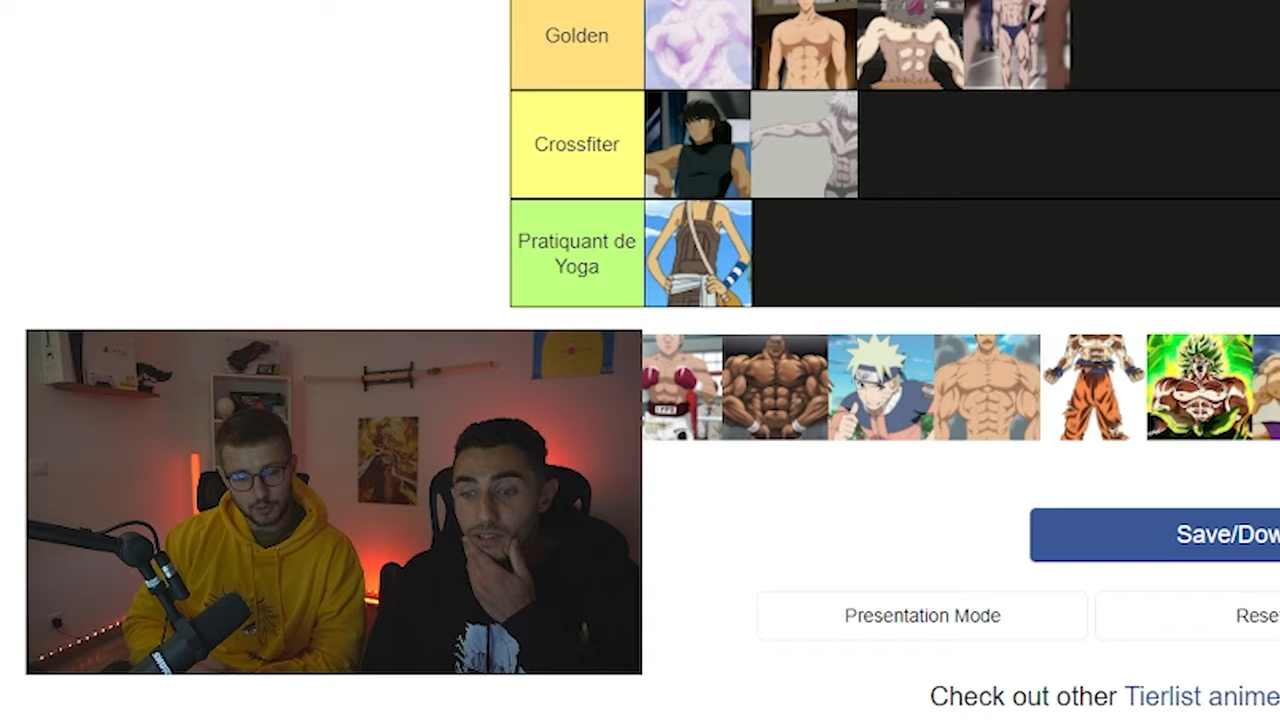 Golden
Crossfiter
Pratiquant de
Yoga
Save/Dow
Presentation Mode
Rese
Check out other Tierlist anime